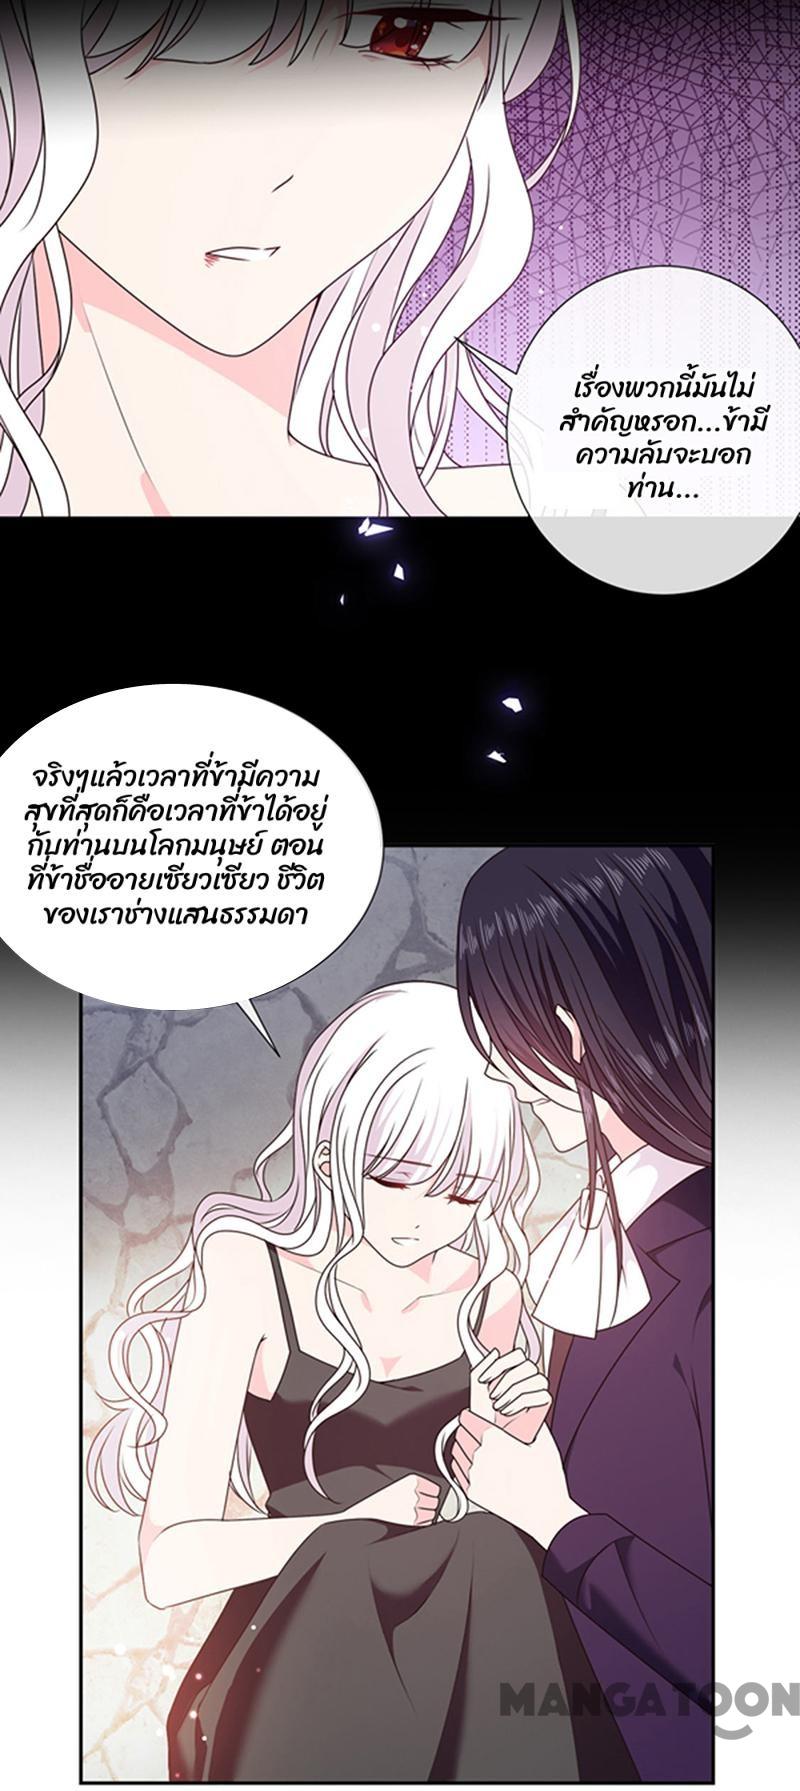 เรื่องพวกนี้มันไม่
สำคัญหรอก...ข้ามี
ความลับจะบอก
ท่าน...
จริงๆแล้วเวลาที่ข้ามีความ
สุขที่สุดก็คือเวลาที่ข้าได้อยู่
กับท่านบนโลกมนุษย์ ตอน
ที่ข้าชื่ออายเซียวเซียว ชีวิต
ของเราช่างแสนธรรมดา
MANGATOON